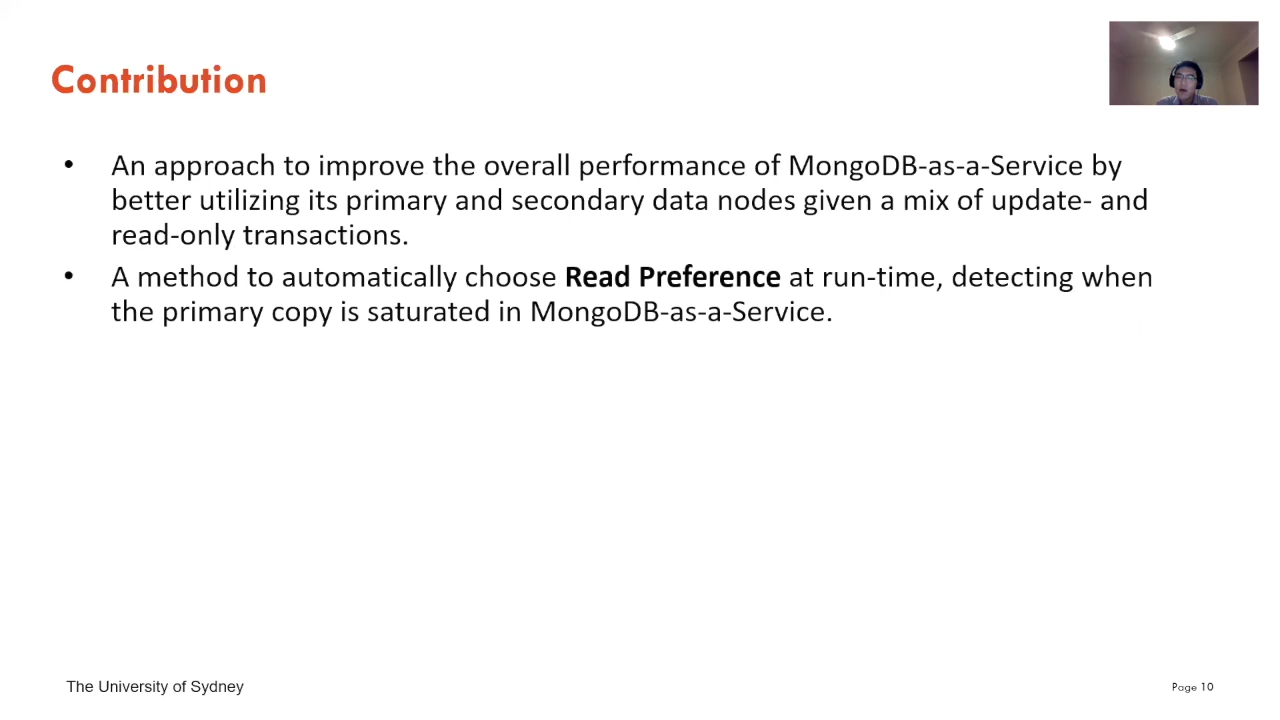 Contribution
• An approach to improve the overall performance of MongoDB-as-a-Service by
better utilizing its primary and secondary data nodes given a mix of update- and
read-only transactions.
• A method to automatically choose Read Preference at run-time, detecting when
the primary copy is saturated in MongoDB-as-a-Service.
The University of Sydney
Page 10